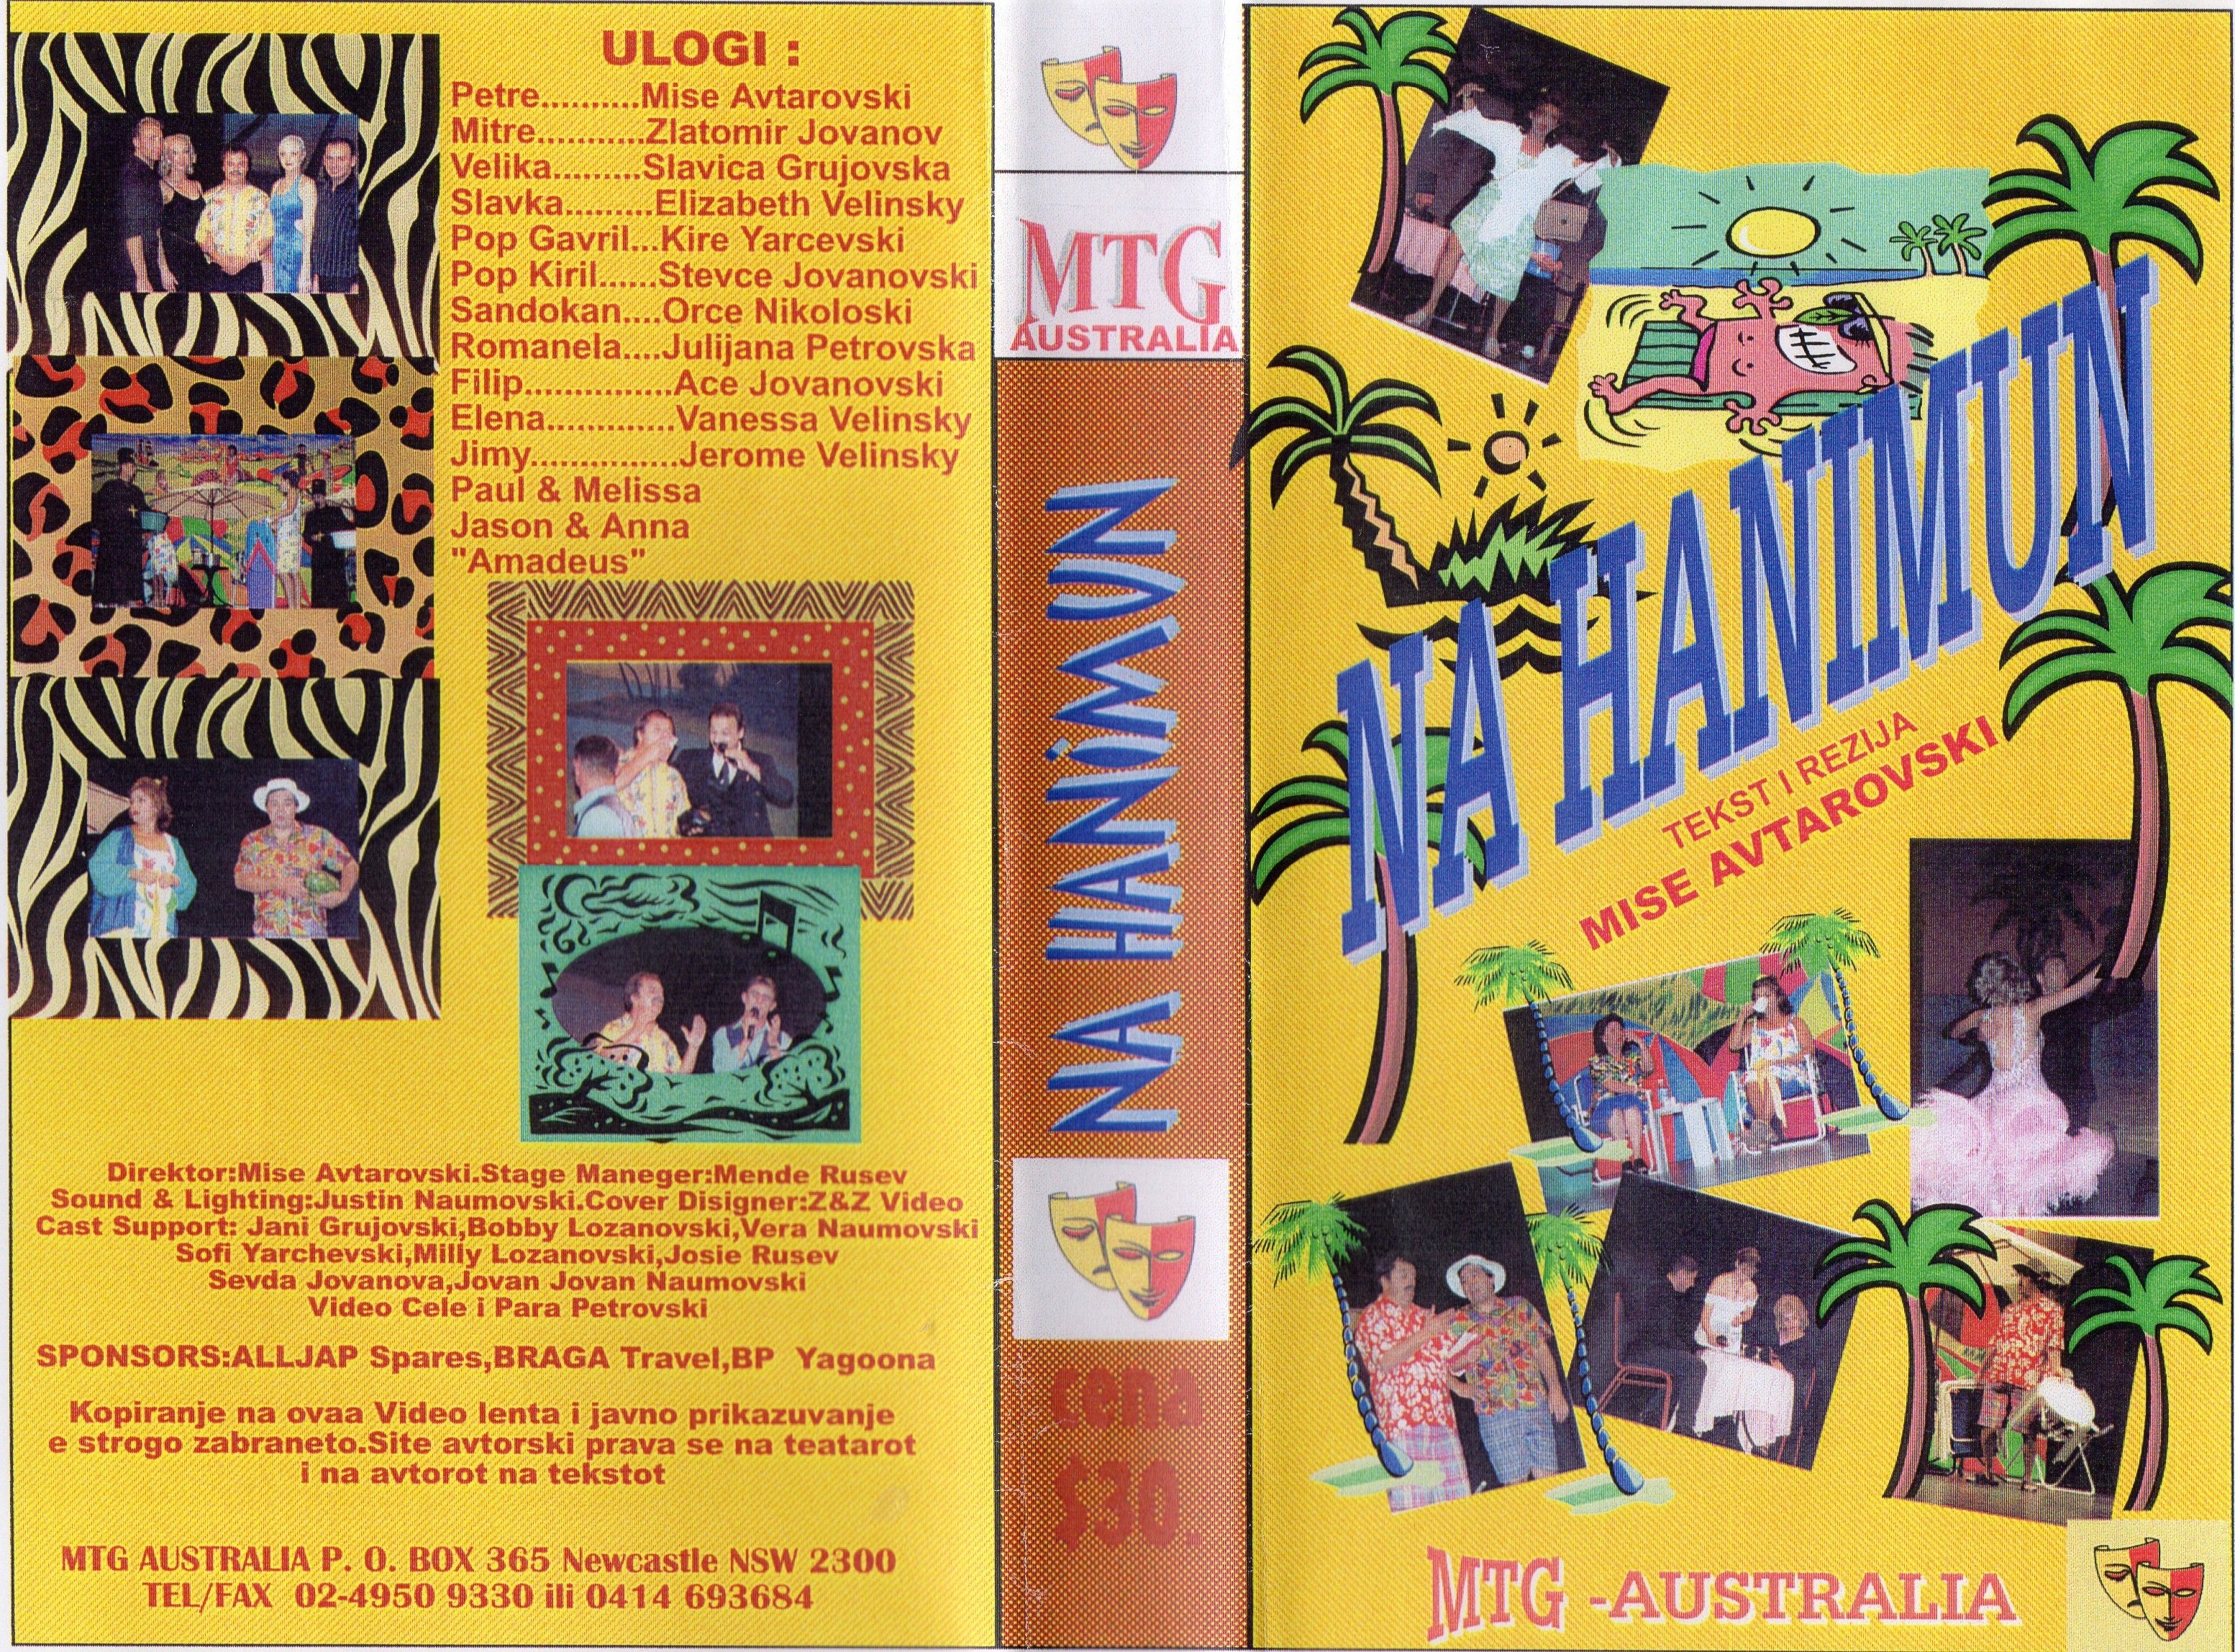 ULOGI :
Petre..........Mise Avtarovski
Mitre...........Zlatomir Jovanov
Velika.........Slavica Grujovska
Slavka.........Elizabeth Velinsky
Pop Gavril...Kire Yarcevski
Pop Kiril......Stevce Jovanovski
Sandokan....Orce Nikoloski
Romanela....Julijana Petrovska
Filip...............Ace Jovanovski
Elena.............Vanessa Velinsky
Jimy...............Jerome Velinsky
Paul & Melissa
Jason & Anna
"Amadeus"
Direktor:Mise Avtarovski.Stage Maneger:Mende Rusev
Sound & Lighting:Justin Naumovski.Cover Disigner:Z&Z Video
Cast Support: Jani Grujovski,Bobby Lozanovski,Vera Naumovski
Sofi Yarchevski,Milly Lozanovski,Josie Rusev
Sevda Jovanova,Jovan Jovan Naumovski
Video Cele i Para Petrovski
SPONSORS:ALLJAP Spares,BRAGA Travel,BP Yagoona
Kopiranje na ovaa Video lenta i javno prikazuvanje
e strogo zabraneto.Site avtorski prava se na teatarot
i na avtorot na tekstot
MTG AUSTRALIA P. O. BOX 365 Newcastle NSW 2300
TEL/FAX 02-4950 9330 ili 0414 693684
MTG
AUSTRALIA
NA HANiMUN
cena
$30.
NA HANIMUN
TEKST I REZIJA
MISE AVTAROVSKI
MTG -AUSTRALIA